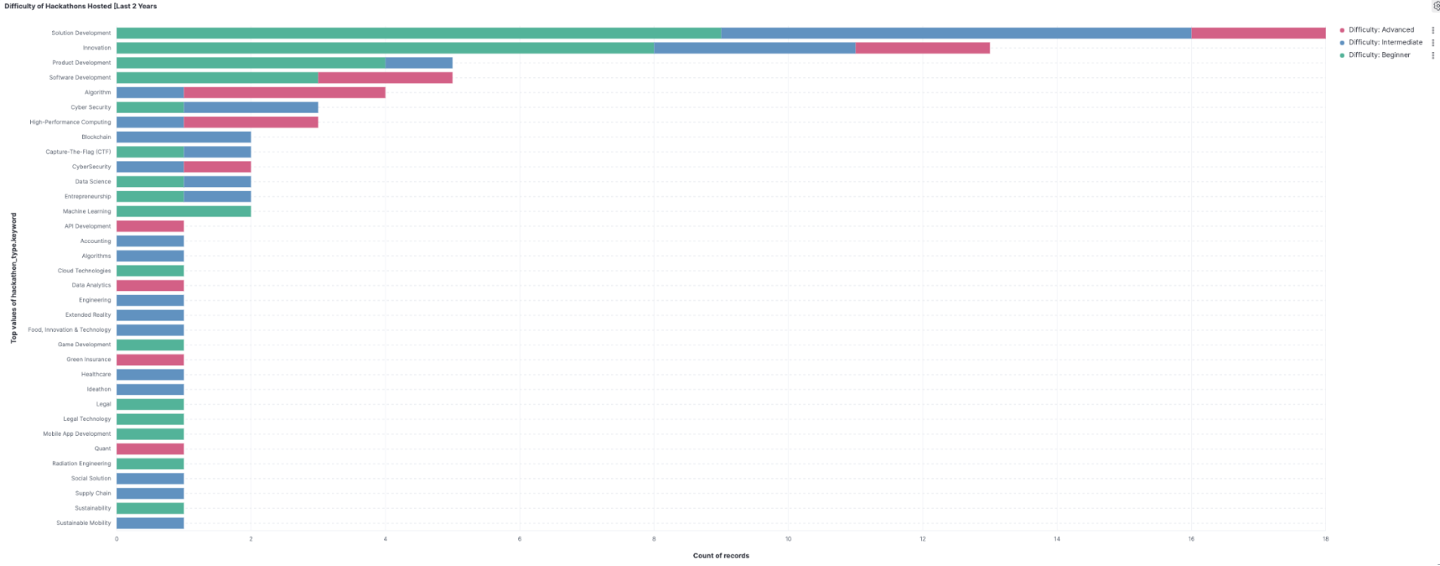 Difficulty of Hackathons Hosted [Last 2 Years
Solution Development
Innovation
Product Development
Software Development
Algorithm
Cyber Security
High-Performance Computing
Blockchain
Capture-The-Flag (CTF)
CyberSecurity
Data Science
Entrepreneurship
Machine Learning
API Development
Accounting
Algorithms
Cloud Technologies
Data Analytics
Engineering
Extended Reality
Food, Innovation & Technology
Game Development
Green Insurance
Healthcare
Ideathon
Legal
Legal Technology
Mobile App Development
Quant
Radiation Engineering
Social Solution
Supply Chain
Sustainability
Sustainable Mobility
Top values of hackathon_type.keyword
0 2 4 6 8 10 12 14 16 18
Count of records
Difficulty: Advanced
Difficulty: Intermediate
Difficulty: Beginner